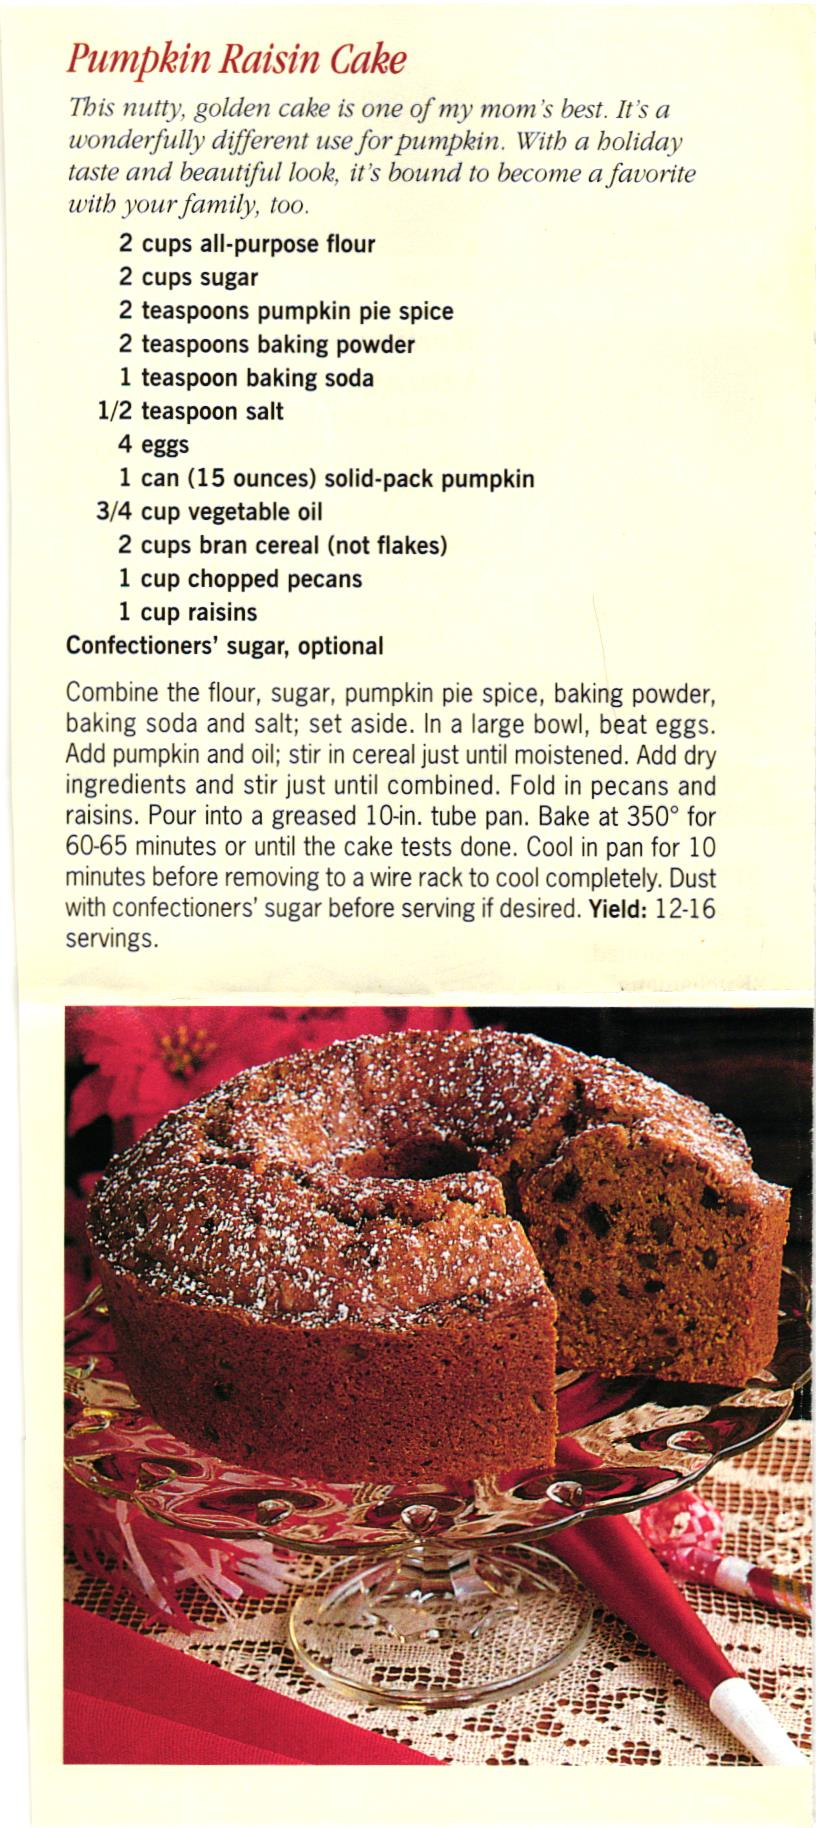 Pumpkin Raisin Cake
This nutty, golden cake is one of my mom's best. It's a
wonderfully different use for pumpkin. With a holiday
taste and beautiful look, it's bound to become a favorite
with your family, too.
2 cups all-purpose flour
2 cups sugar
2 teaspoons pumpkin pie spice
2 teaspoons baking powder
1 teaspoon baking soda
1/2 teaspoon salt
4 eggs
1 can (15 ounces) solid-pack pumpkin
3/4 cup vegetable oil
2 cups bran cereal (not flakes)
1 cup chopped pecans
1 cup raisins
Confectioners' sugar, optional
Combine the flour, sugar, pumpkin pie spice, baking powder,
baking soda and salt; set aside. In a large bowl, beat eggs.
Add pumpkin and oil; stir in cereal just until moistened. Add dry
ingredients and stir just until combined. Fold in pecans and
raisins. Pour into a greased 10-in. tube pan. Bake at 350° for
60-65 minutes or until the cake tests done. Cool in pan for 10
minutes before removing to a wire rack to cool completely. Dust
with confectioners' sugar before serving if desired. Yield: 12-16
servings.